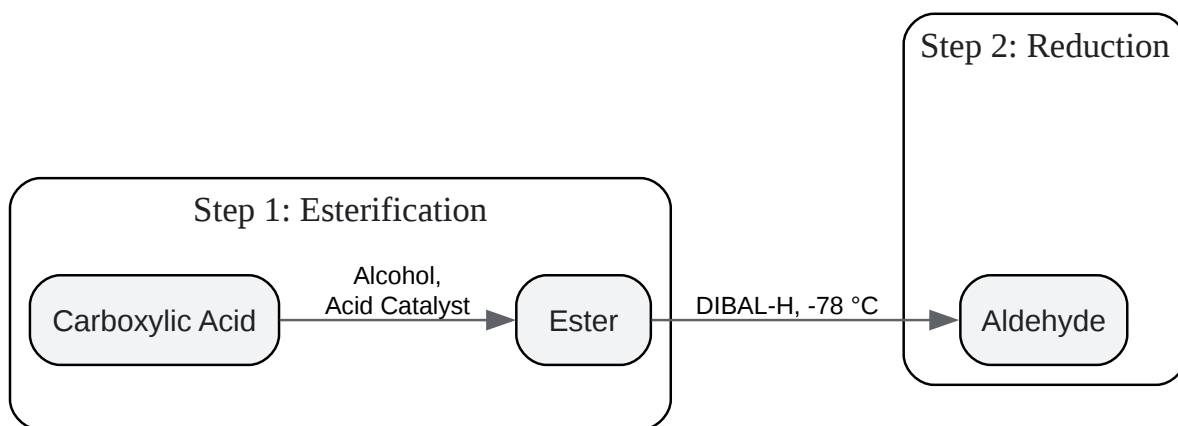 Step 2: Reduction
Step 1: Esterification
Carboxylic Acid
Alcohol,
Acid Catalyst
Ester
DIBAL-H, -78 °C
Aldehyde